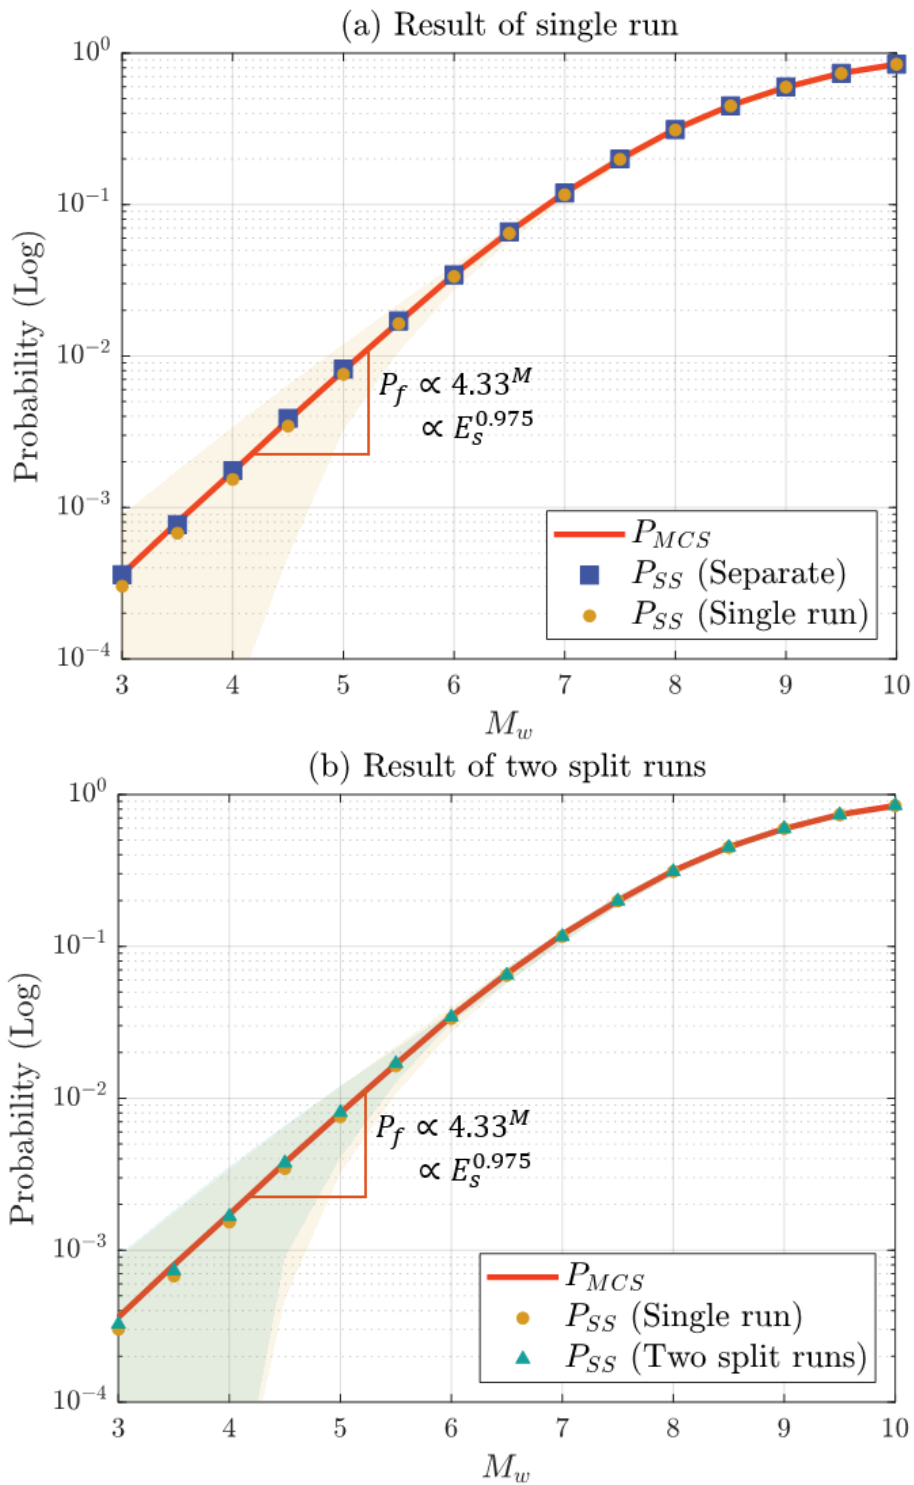 (a) Result of single run
10^0
10^-1
10^-2
10^-3
10^-4
Probability (Log)
P_f ∝ 4.33^M
∝ E_s^0.975
P_MCS
P_SS (Separate)
P_SS (Single run)
3 4 5 6 7 8 9 10
M_w
(b) Result of two split runs
10^0
10^-1
10^-2
10^-3
10^-4
Probability (Log)
P_f ∝ 4.33^M
∝ E_s^0.975
P_MCS
P_SS (Single run)
P_SS (Two split runs)
3 4 5 6 7 8 9 10
M_w